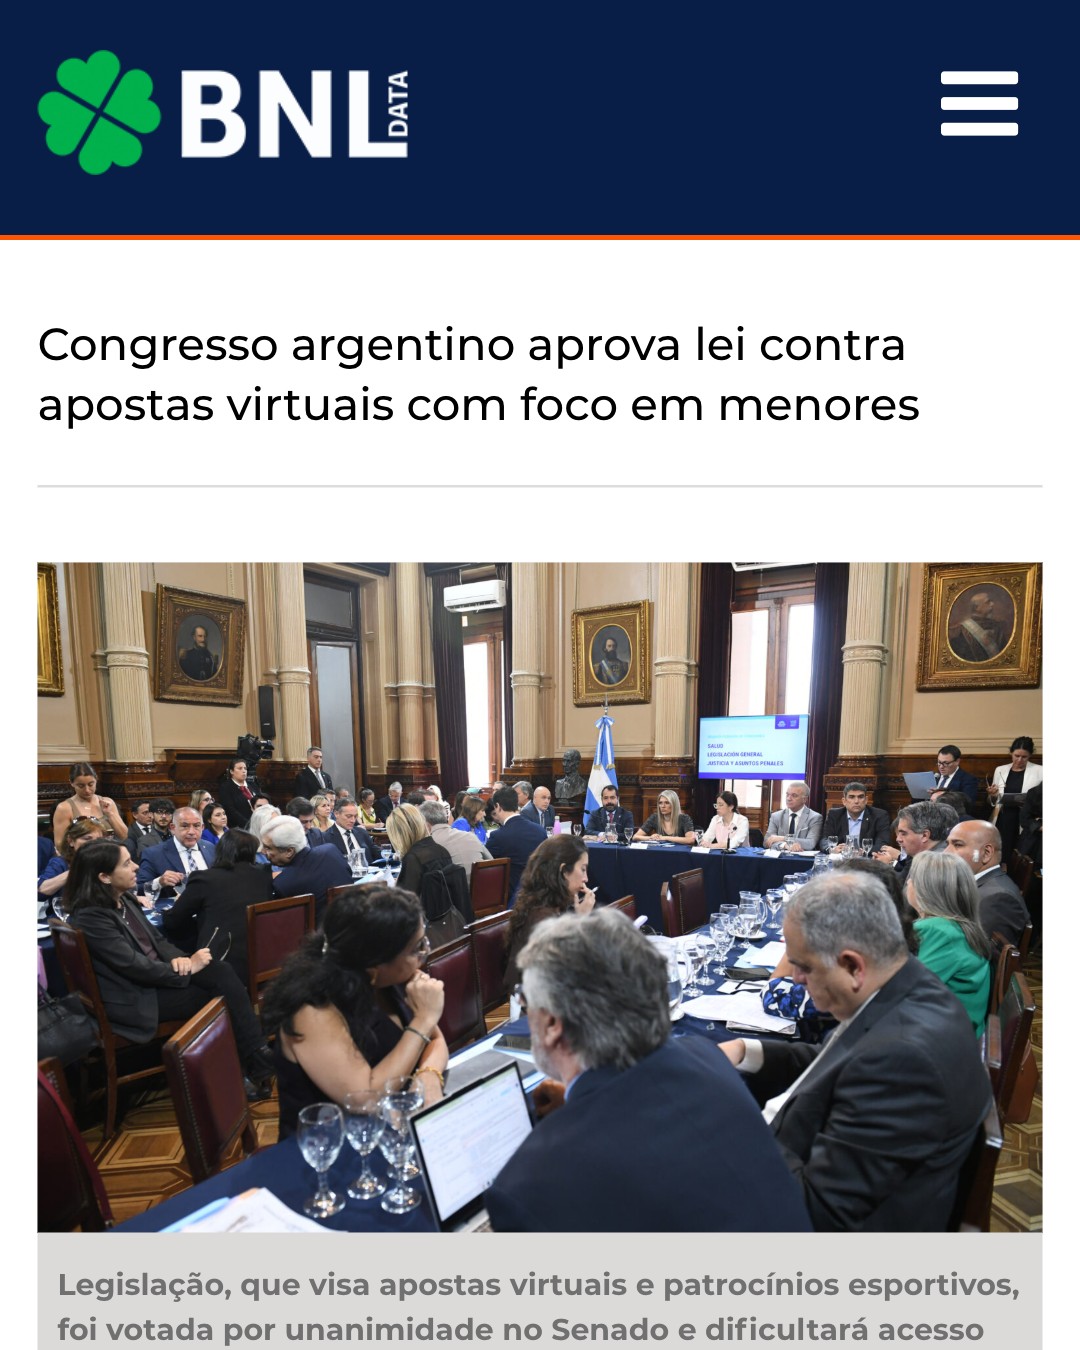 BNL DATA
Congresso argentino aprova lei contra
apostas virtuais com foco em menores
SALUD
LEGISLACIÓN GENERAL
JUSTICIA Y ASUNTOS PENALES
Legislação, que visa apostas virtuais e patrocínios esportivos,
foi votada por unanimidade no Senado e dificultará acesso